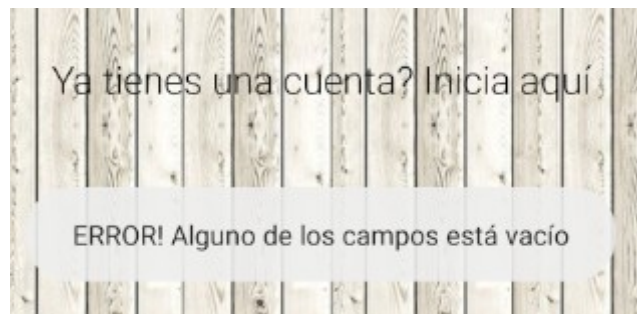 Ya tienes una cuenta? Inicia aquí
ERROR! Alguno de los campos está vacío